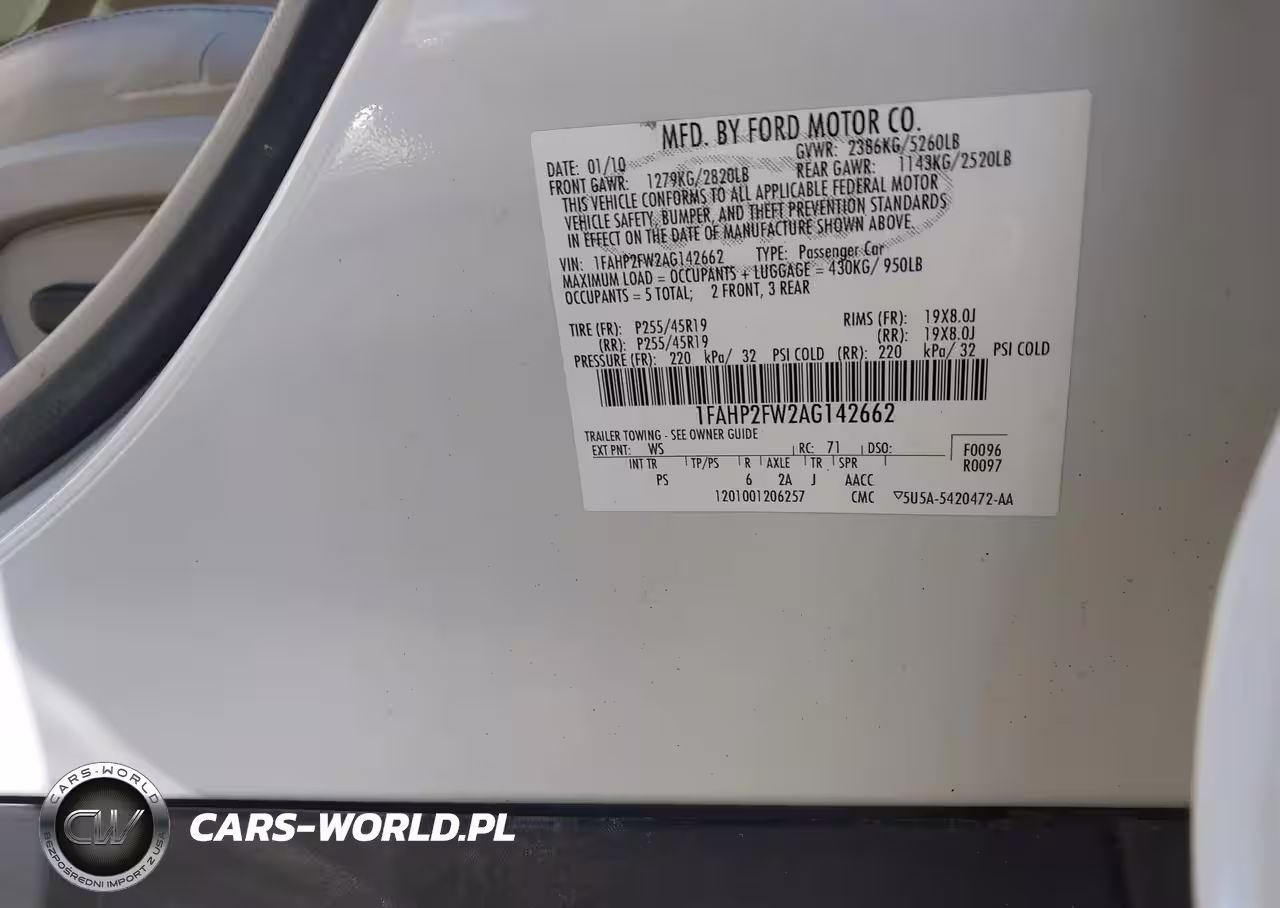 MFD. BY FORD MOTOR CO.
DATE: 01/10 GVWR: 2386KG/5260LB
FRONT GAWR: 1279KG/2820LB REAR GAWR: 1143KG/2520LB
THIS VEHICLE CONFORMS TO ALL APPLICABLE FEDERAL MOTOR
VEHICLE SAFETY, BUMPER, AND THEFT PREVENTION STANDARDS
IN EFFECT ON THE DATE OF MANUFACTURE SHOWN ABOVE.
VIN: 1FAHP2FW2AG142662 TYPE: Passenger Car
MAXIMUM LOAD = OCCUPANTS + LUGGAGE = 430KG/ 950LB
OCCUPANTS = 5 TOTAL; 2 FRONT, 3 REAR
TIRE (FR): P255/45R19 RIMS (FR): 19X8.0J
(RR): P255/45R19 (RR): 19X8.0J
PRESSURE (FR): 220 kPa/ 32 PSI COLD (RR): 220 kPa/ 32 PSI COLD
1FAHP2FW2AG142662
TRAILER TOWING - SEE OWNER GUIDE
EXT PNT: WS RC: 71 DSO: F0096
INT TR TP/PS R AXLE TR SPR R0097
PS 6 2A J AACC
1201001206257 CMC 5U5A-5420472-AA
CARS-WORLD
CW
BEZPOŚREDNI IMPORT Z USA
CARS-WORLD.PL